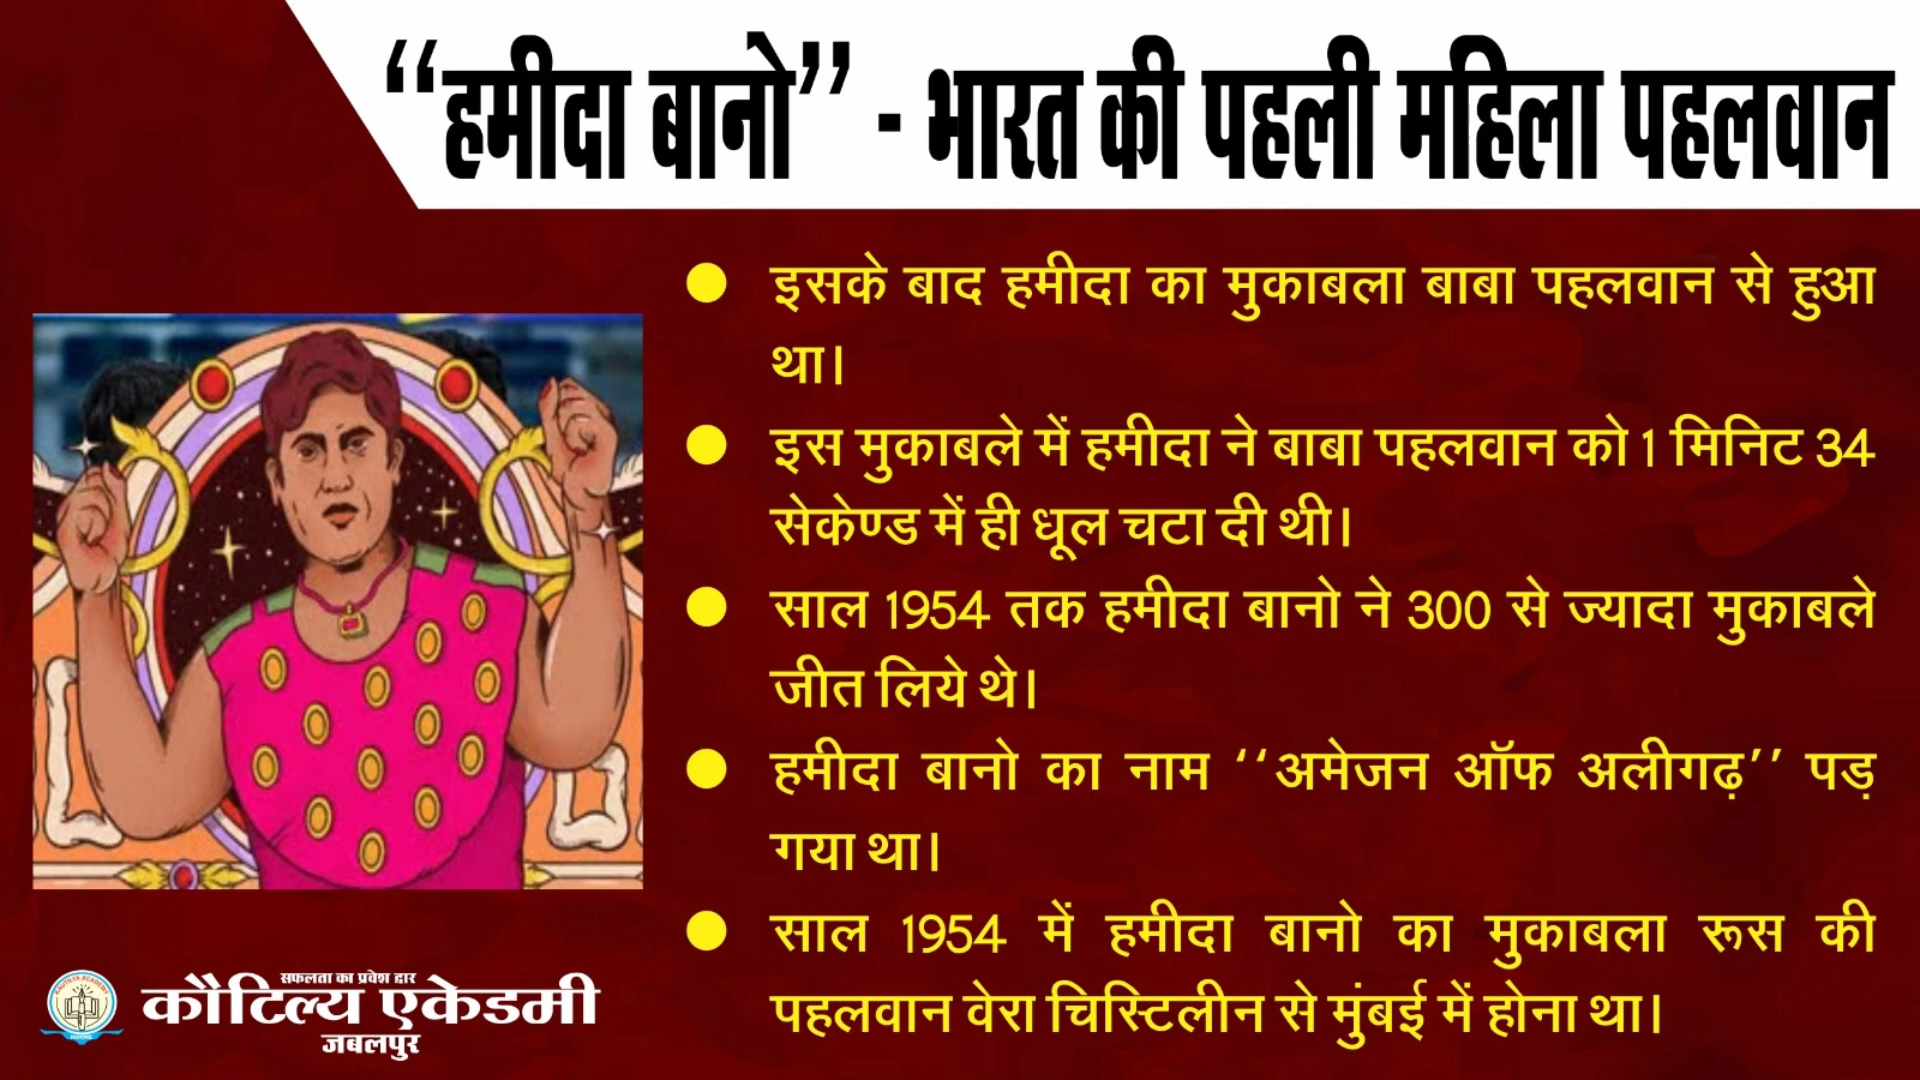 “हमीदा बानो” - भारत की पहली महिला पहलवान
● इसके बाद हमीदा का मुकाबला बाबा पहलवान से हुआ
था।
● इस मुकाबले में हमीदा ने बाबा पहलवान को 1 मिनिट 34
सेकेण्ड में ही धूल चटा दी थी।
● साल 1954 तक हमीदा बानो ने 300 से ज्यादा मुकाबले
जीत लिये थे।
● हमीदा बानो का नाम ‘‘अमेजन ऑफ अलीगढ़’’ पड़
गया था।
● साल 1954 में हमीदा बानो का मुकाबला रूस की
पहलवान वेरा चिस्टिलीन से मुंबई में होना था।
सफलता का प्रवेश द्वार
कौटिल्य एकेडमी
जबलपुर